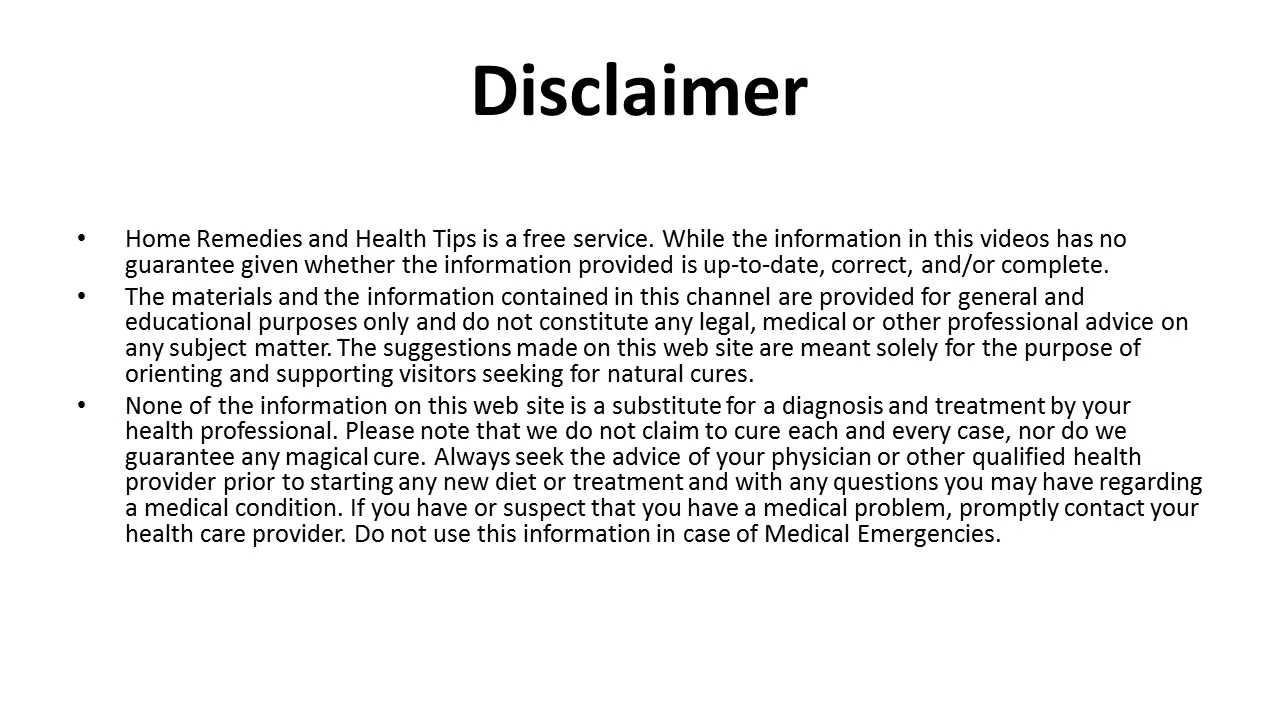 Disclaimer
• Home Remedies and Health Tips is a free service. While the information in this videos has no
guarantee given whether the information provided is up-to-date, correct, and/or complete.
• The materials and the information contained in this channel are provided for general and
educational purposes only and do not constitute any legal, medical or other professional advice on
any subject matter. The suggestions made on this web site are meant solely for the purpose of
orienting and supporting visitors seeking for natural cures.
• None of the information on this web site is a substitute for a diagnosis and treatment by your
health professional. Please note that we do not claim to cure each and every case, nor do we
guarantee any magical cure. Always seek the advice of your physician or other qualified health
provider prior to starting any new diet or treatment and with any questions you may have regarding
a medical condition. If you have or suspect that you have a medical problem, promptly contact your
health care provider. Do not use this information in case of Medical Emergencies.